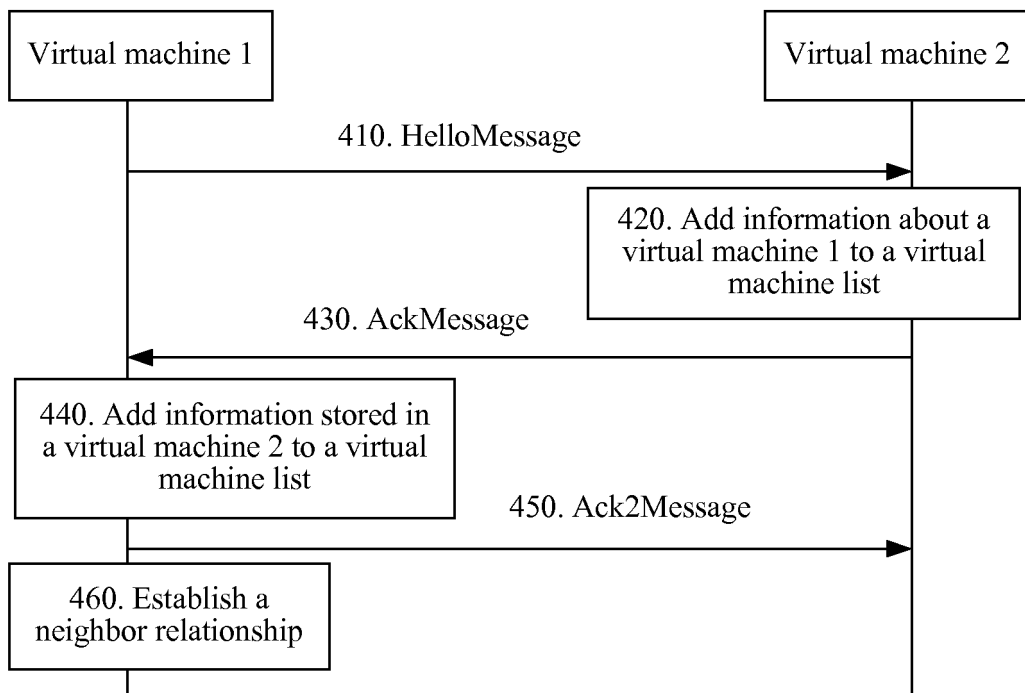 Virtual machine 1
Virtual machine 2
410. HelloMessage
420. Add information about a
virtual machine 1 to a virtual
machine list
430. AckMessage
440. Add information stored in
a virtual machine 2 to a virtual
machine list
450. Ack2Message
460. Establish a
neighbor relationship